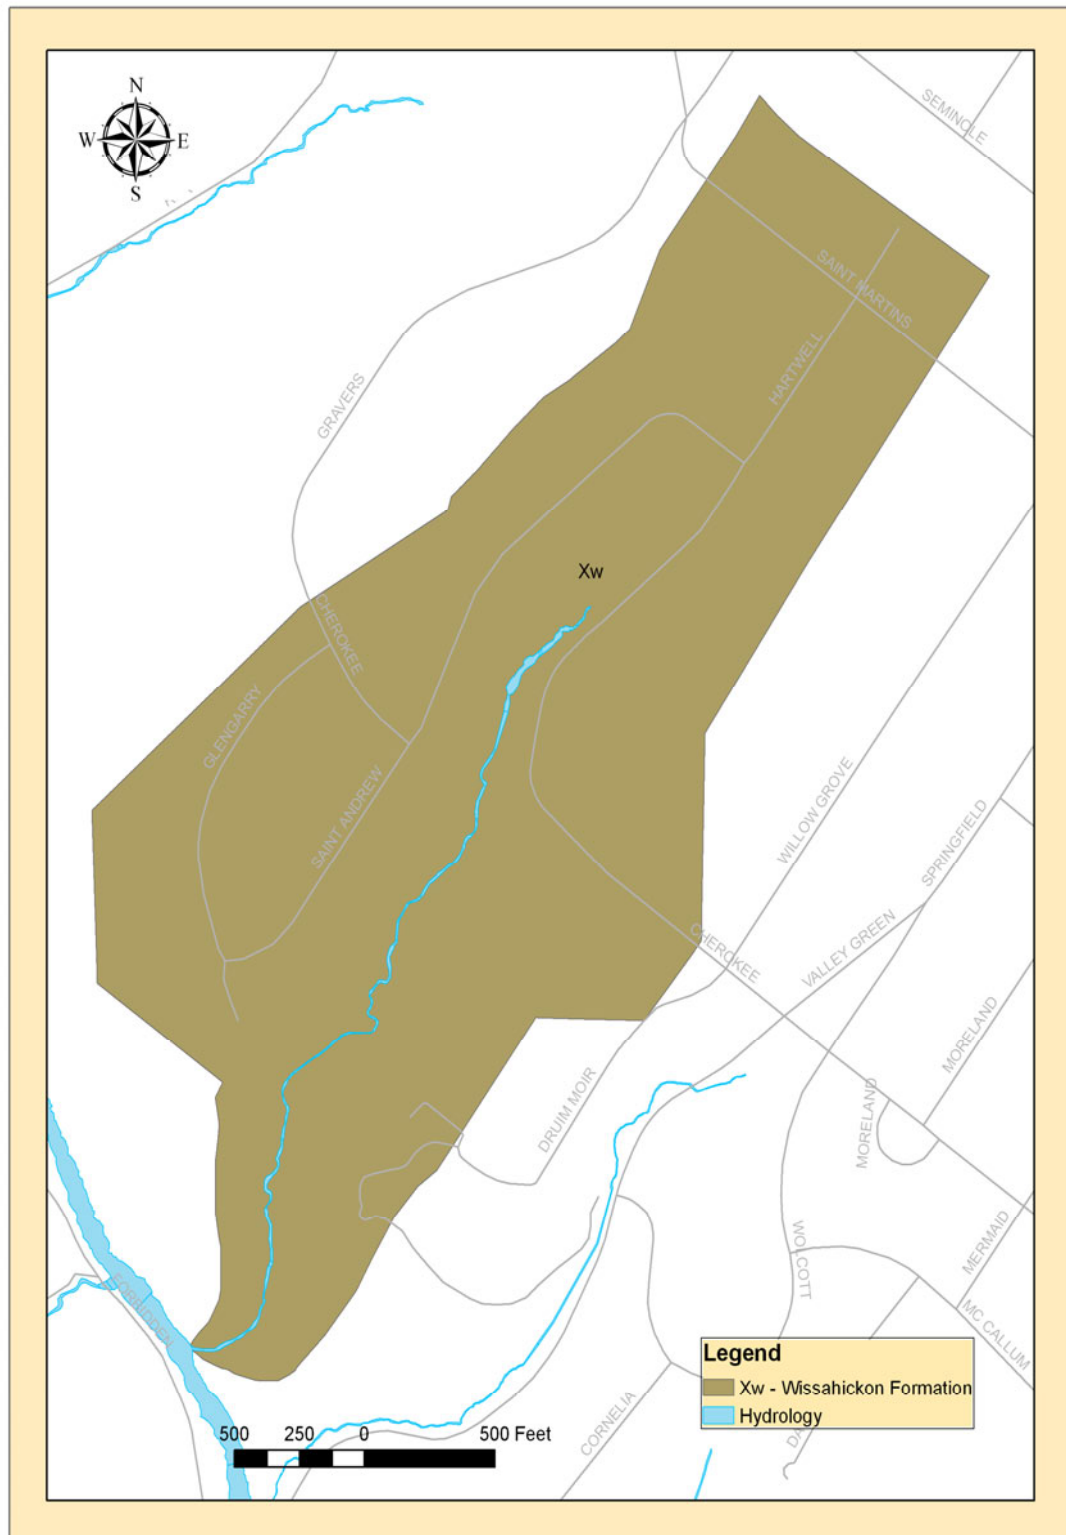 N
W E
S
SEMINOLE
SAINT MARTINS
HARTWELL
GRAVERS
Xw
CHEROKEE
GLENGARRY
SAINT ANDREW
WILLOW GROVE
SPRINGFIELD
CHEROKEE
VALLEY GREEN
MORELAND
MORELAND
DRUIM MOIR
MERMAID
WOLCOTT
FORBIDDEN
MC CALLUM
CORNELIA
Legend
Xw - Wissahickon Formation
Hydrology
500 250 0 500 Feet